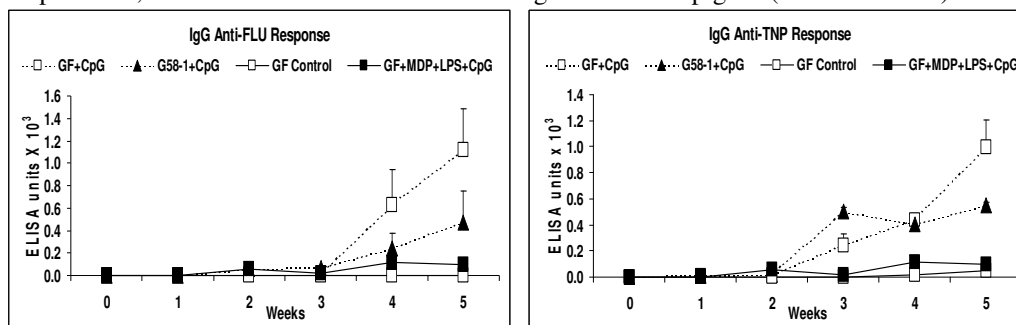 IgG Anti-FLU Response
GF+CpG G58-1+CpG GF Control GF+MDP+LPS+CpG
ELISA units X 10³
1.6
1.4
1.2
1.0
0.8
0.6
0.4
0.2
0.0
0 1 2 3 4 5
Weeks
IgG Anti-TNP Response
GF+CpG G58-1+CpG GF Control GF+MDP+LPS+CpG
ELISA units x 10³
1.4
1.2
1.0
0.8
0.6
0.4
0.2
0.0
0 1 2 3 4 5
Weeks